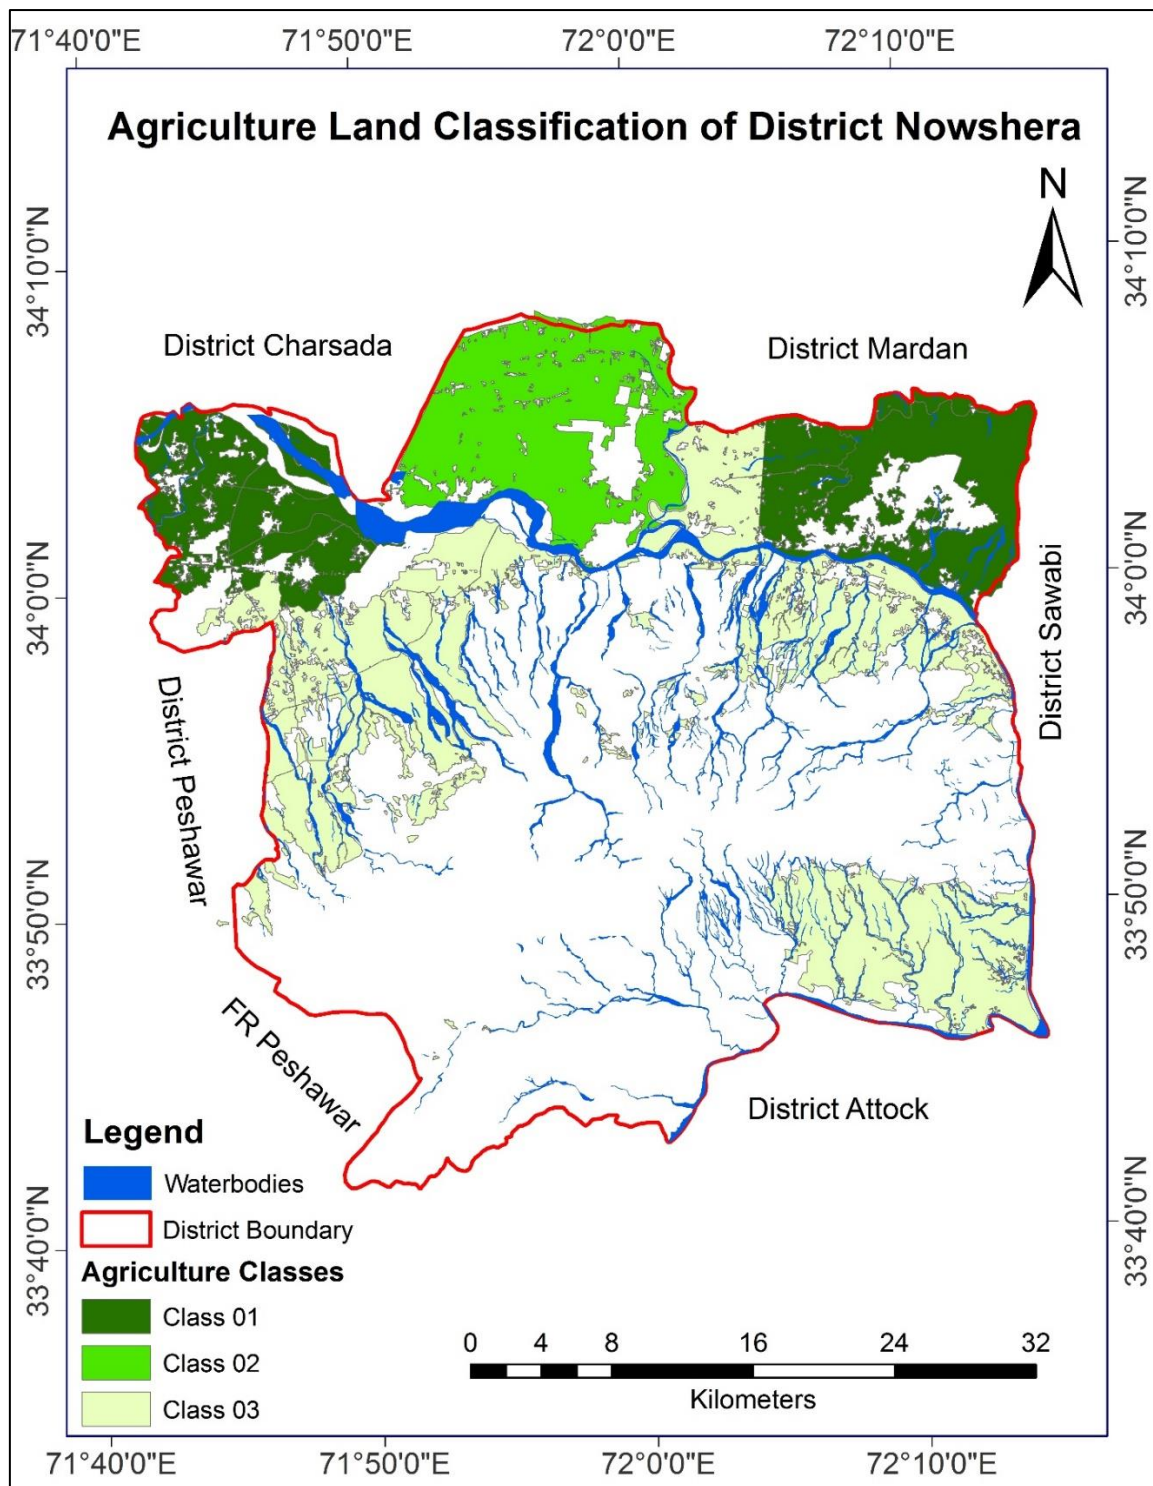 71°40'0"E 71°50'0"E 72°0'0"E 72°10'0"E
Agriculture Land Classification of District Nowshera
N
34°10'0"N
34°10'0"N
District Charsada
District Mardan
34°0'0"N
34°0'0"N
District Sawabi
District Peshawar
33°50'0"N
33°50'0"N
FR Peshawar
District Attock
Legend
Waterbodies
District Boundary
33°40'0"N
33°40'0"N
Agriculture Classes
Class 01
Class 02
Class 03
0 4 8 16 24 32
Kilometers
71°40'0"E 71°50'0"E 72°0'0"E 72°10'0"E